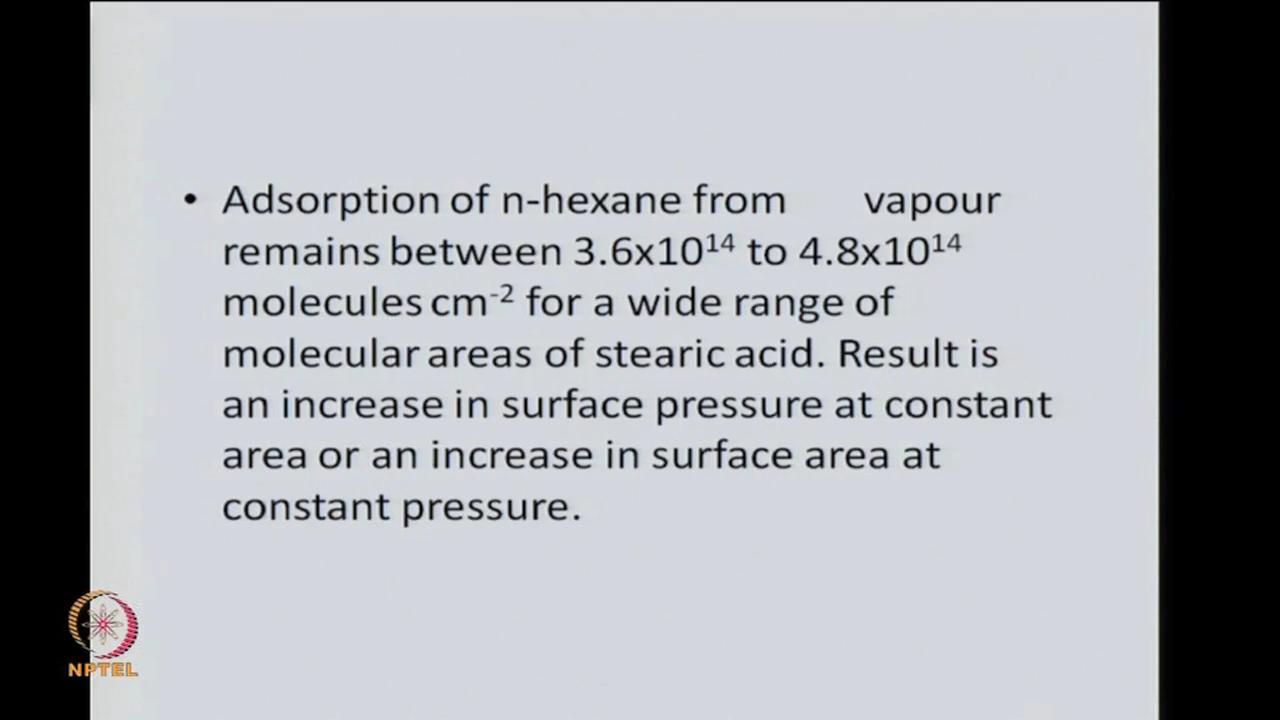 • Adsorption of n-hexane from vapour
remains between 3.6x10¹⁴ to 4.8x10¹⁴
molecules cm⁻² for a wide range of
molecular areas of stearic acid. Result is
an increase in surface pressure at constant
area or an increase in surface area at
constant pressure.
NPTEL